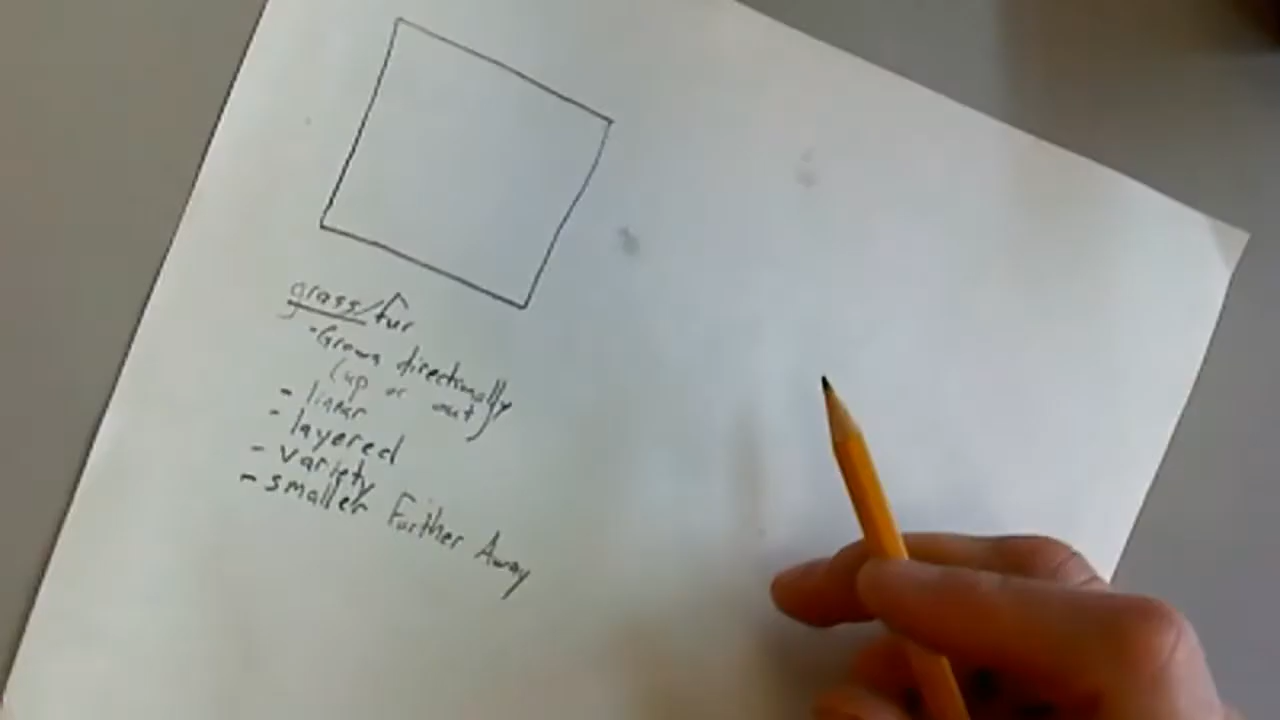 grass/fur
- Grows directionally
(up or out)
- linear
- layered
- variety
- smaller Further Away